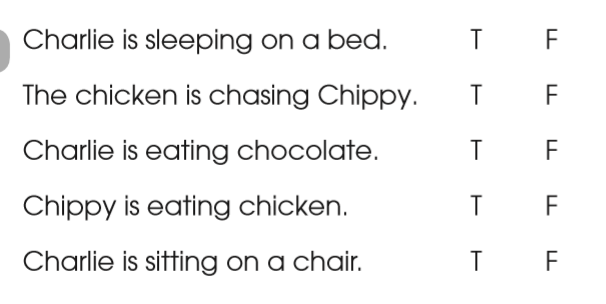 Charlie is sleeping on a bed. T F
The chicken is chasing Chippy. T F
Charlie is eating chocolate. T F
Chippy is eating chicken. T F
Charlie is sitting on a chair. T F